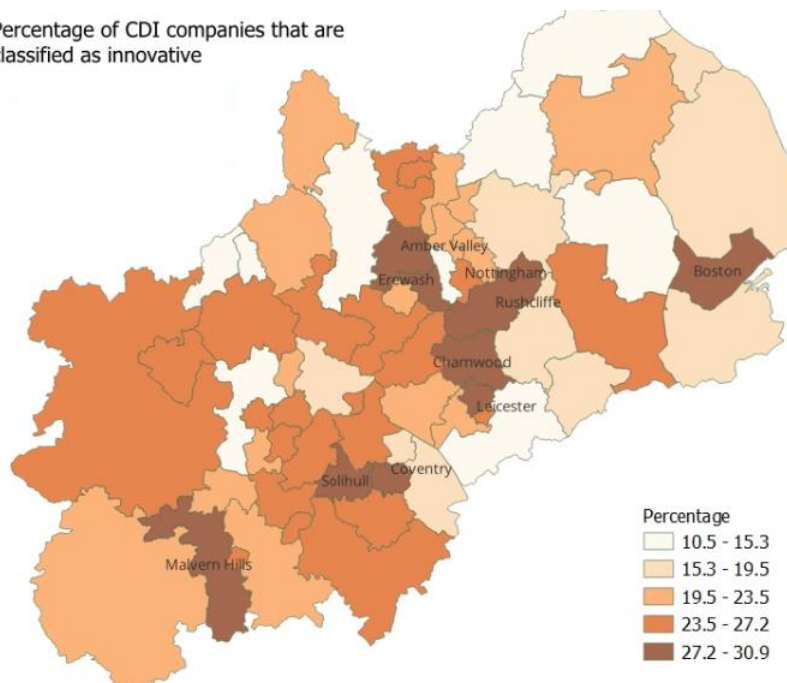 Percentage of CDI companies that are
classified as innovative
Amber Valley
Nottingham
Erewash
Boston
Rushcliffe
Charnwood
Leicester
Coventry
Solihull
Malvern Hills
Percentage
10.5 - 15.3
15.3 - 19.5
19.5 - 23.5
23.5 - 27.2
27.2 - 30.9